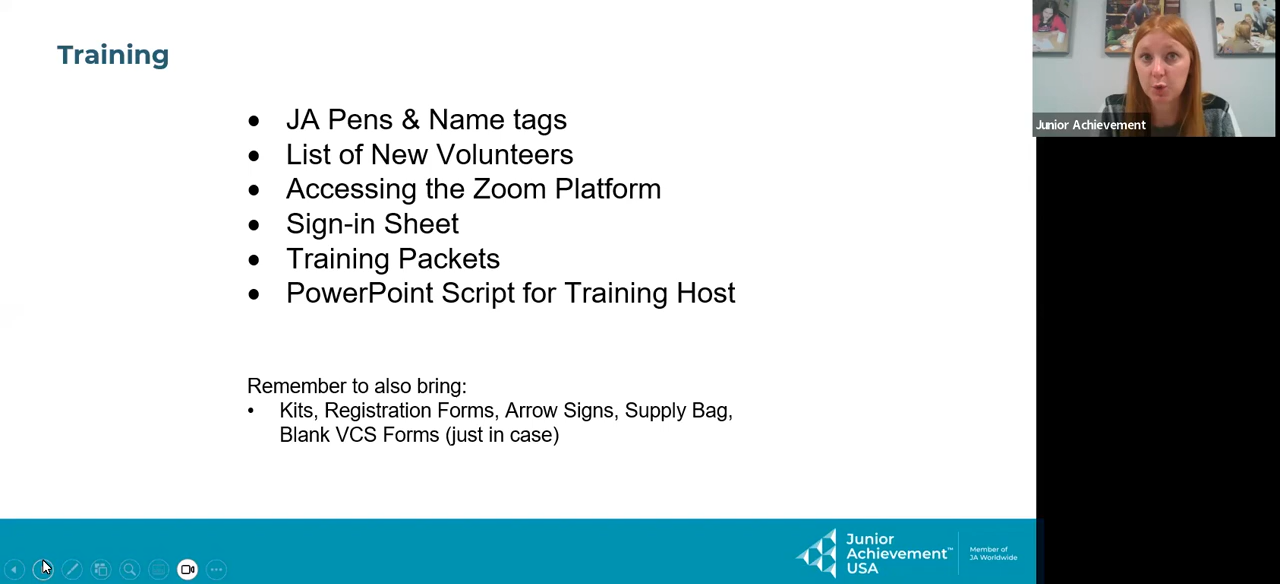 Training
• JA Pens & Name tags
• List of New Volunteers
• Accessing the Zoom Platform
• Sign-in Sheet
• Training Packets
• PowerPoint Script for Training Host
Remember to also bring:
• Kits, Registration Forms, Arrow Signs, Supply Bag,
Blank VCS Forms (just in case)
Junior Achievement
Junior
Achievement™
USA
Member of
JA Worldwide